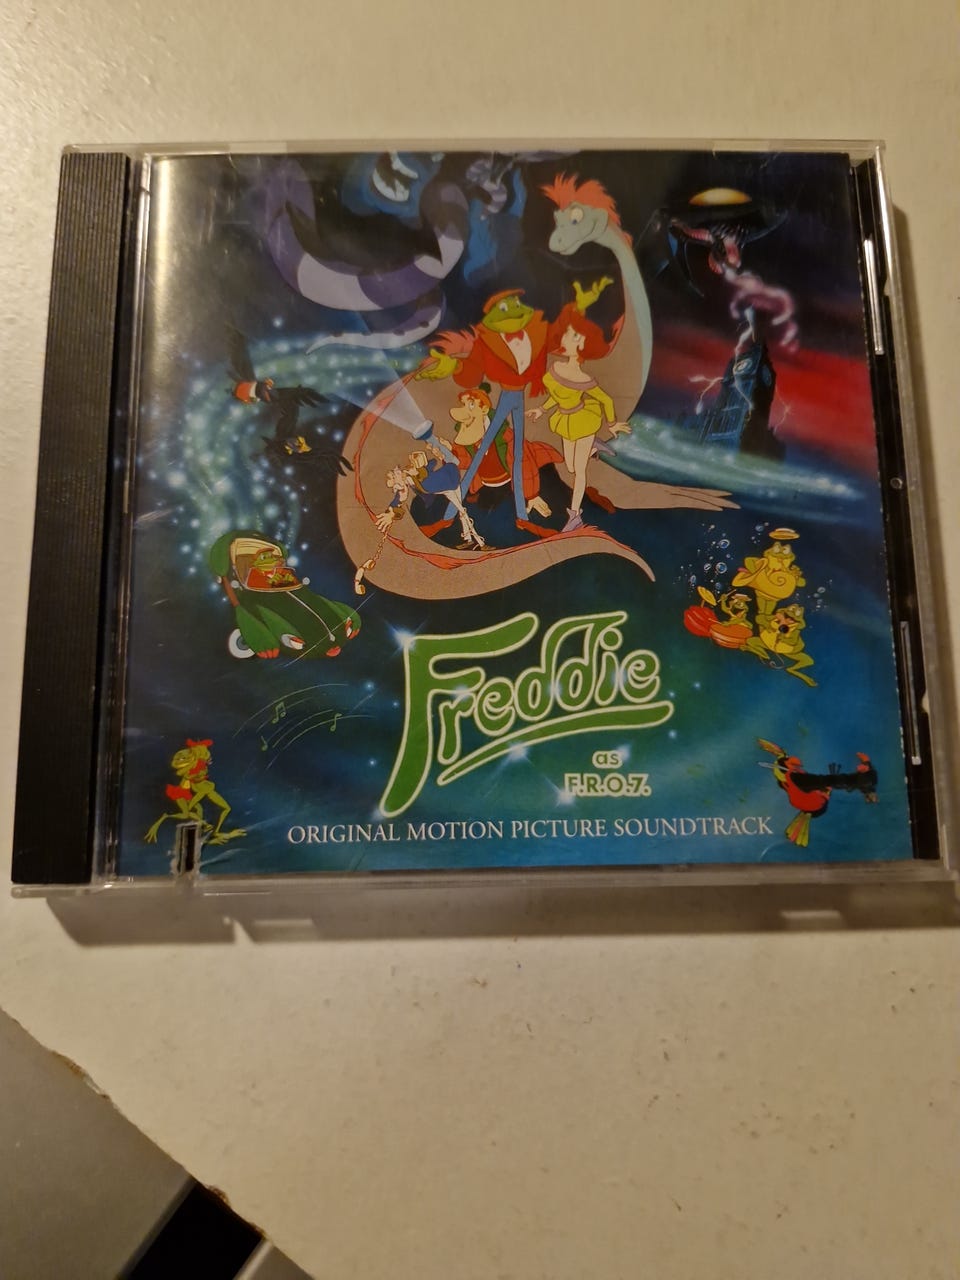 Freddie
as
F.R.O.7.
ORIGINAL MOTION PICTURE SOUNDTRACK